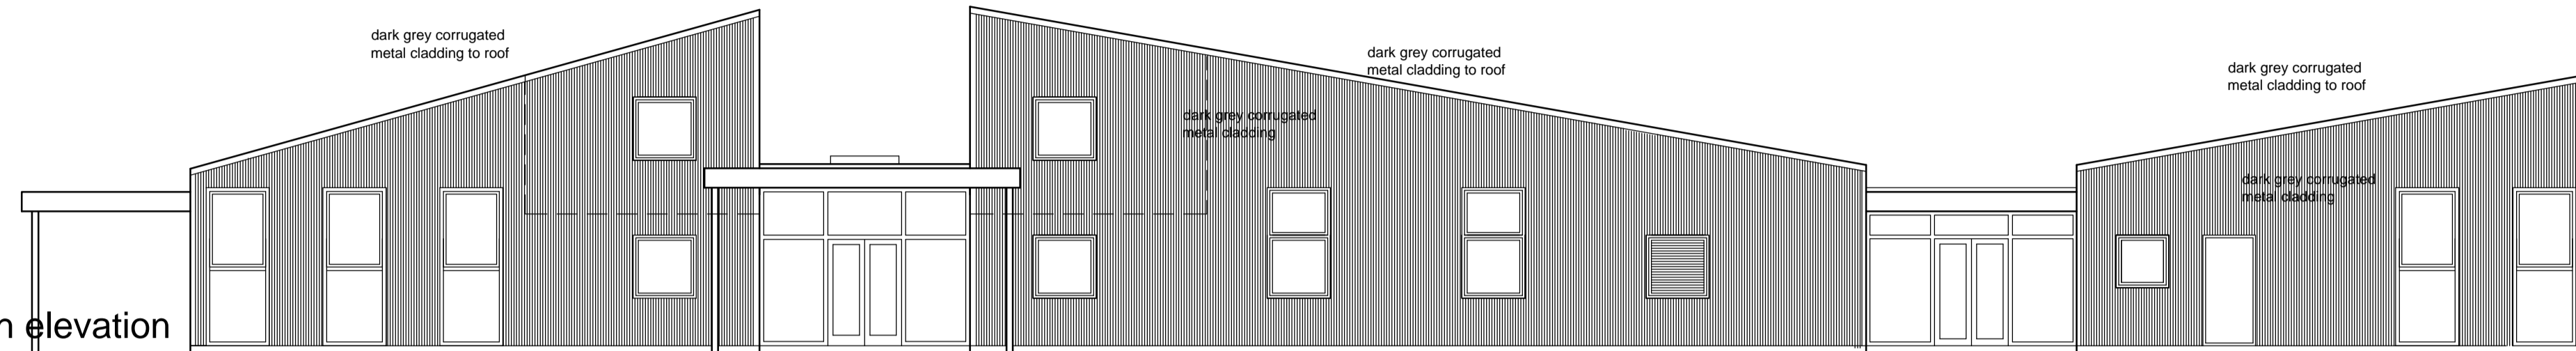 dark grey corrugated
metal cladding to roof
dark grey corrugated
metal cladding to roof
dark grey corrugated
metal cladding to roof
dark grey corrugated
metal cladding
dark grey corrugated
metal cladding
n elevation